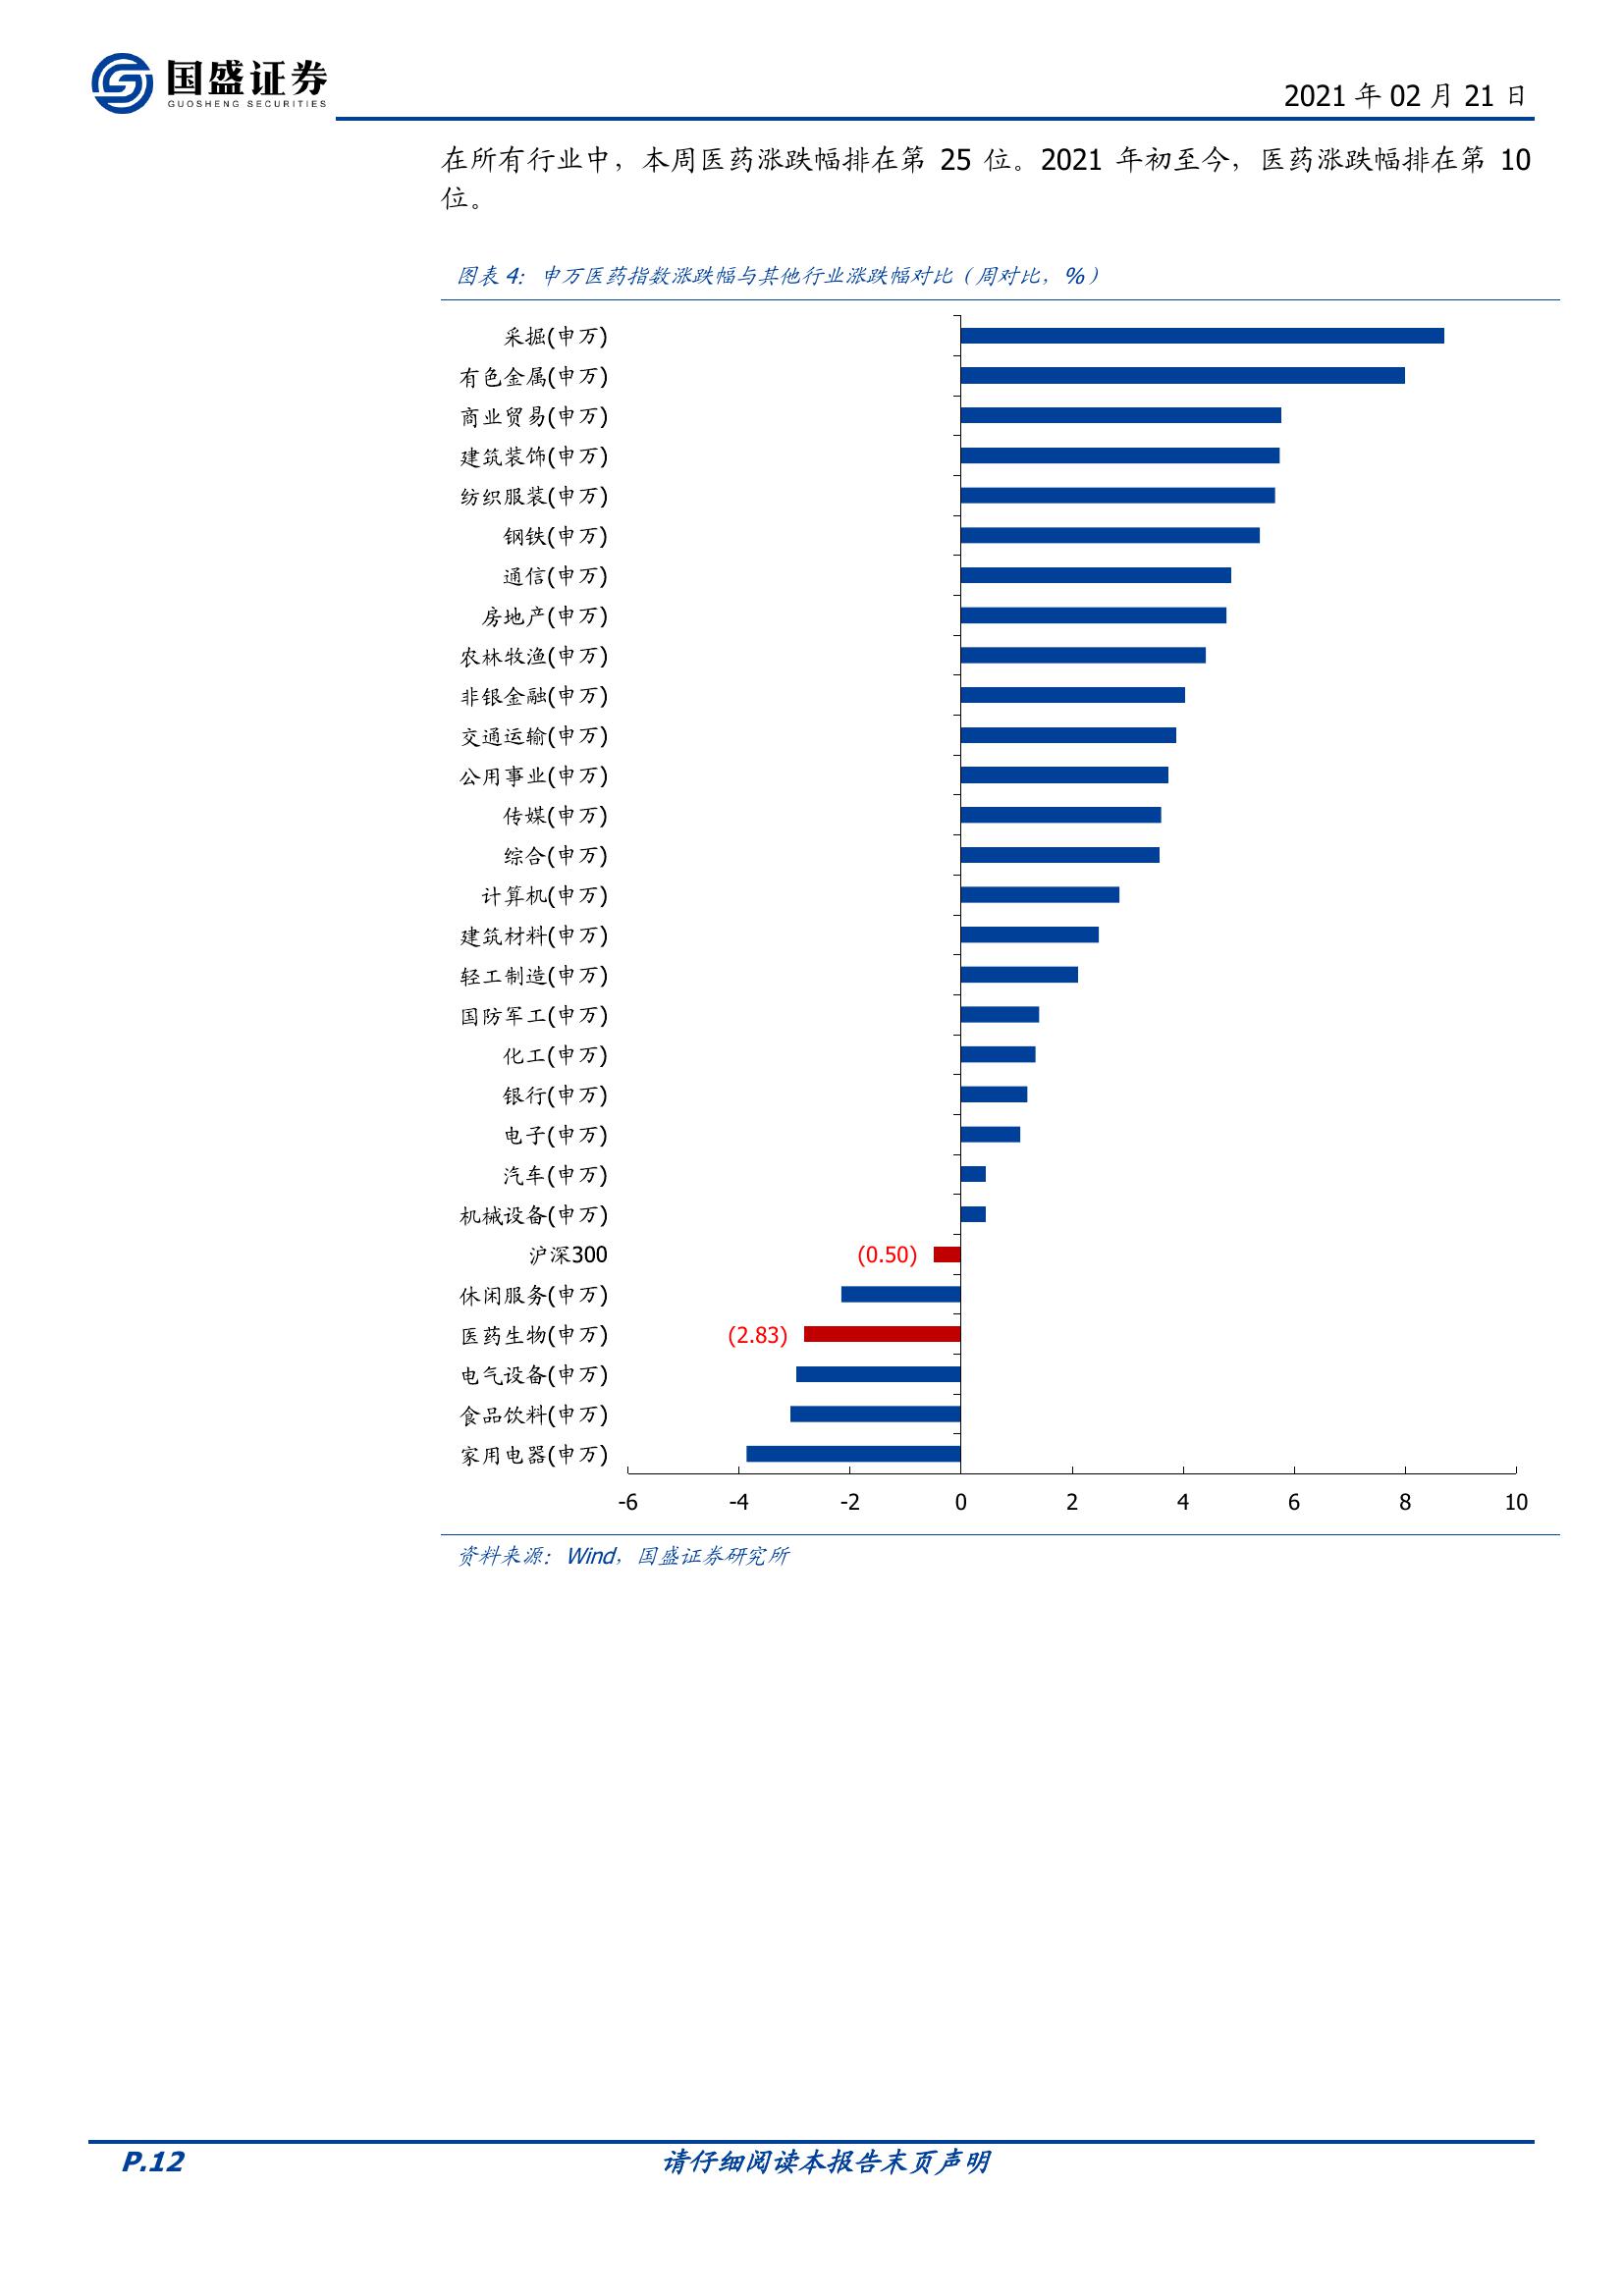 国盛证券
GUOSHENG SECURITIES
2021 年 02 月 21 日
在所有行业中，本周医药涨跌幅排在第 25 位。2021 年初至今，医药涨跌幅排在第 10
位。
图表 4：申万医药指数涨跌幅与其他行业涨跌幅对比（周对比，%）
采掘(申万)
有色金属(申万)
商业贸易(申万)
建筑装饰(申万)
纺织服装(申万)
钢铁(申万)
通信(申万)
房地产(申万)
农林牧渔(申万)
非银金融(申万)
交通运输(申万)
公用事业(申万)
传媒(申万)
综合(申万)
计算机(申万)
建筑材料(申万)
轻工制造(申万)
国防军工(申万)
化工(申万)
银行(申万)
电子(申万)
汽车(申万)
机械设备(申万)
沪深300 (0.50)
休闲服务(申万)
医药生物(申万) (2.83)
电气设备(申万)
食品饮料(申万)
家用电器(申万)
-6 -4 -2 0 2 4 6 8 10
资料来源：Wind，国盛证券研究所
P.12 请仔细阅读本报告末页声明